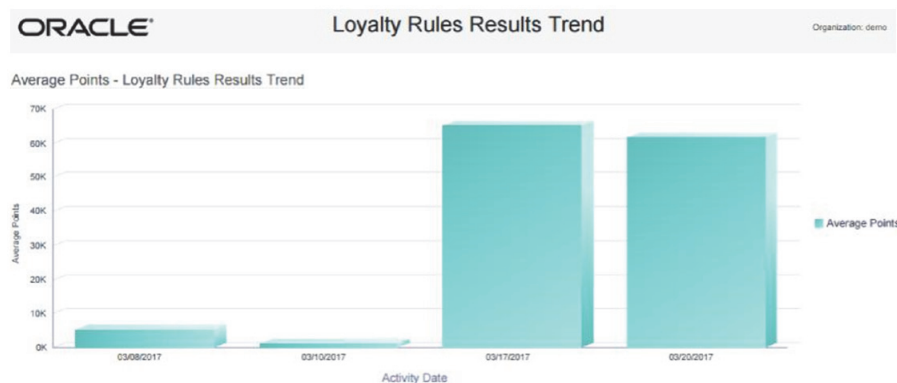 ORACLE®
Loyalty Rules Results Trend
Organization: demo
Average Points - Loyalty Rules Results Trend
70K
60K
50K
40K
30K
20K
10K
0K
Average Points
03/08/2017
03/10/2017
03/17/2017
03/20/2017
Activity Date
Average Points